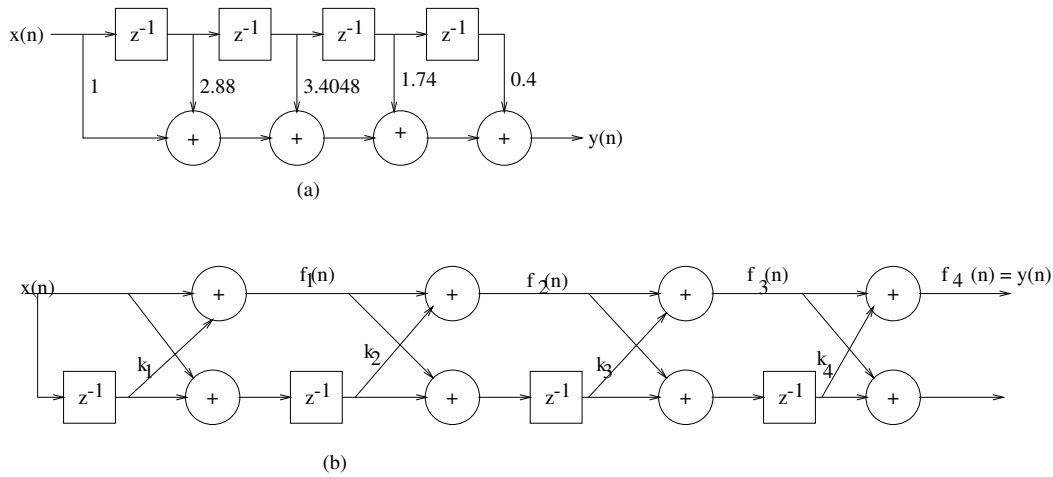 x(n) z-1 z-1 z-1 z-1
1 2.88 3.4048 1.74 0.4
+ + + + y(n)
(a)
x(n) + f1(n) + f2(n) + f3(n) + f4(n) = y(n)
k1 k2 k3 k4
z-1 + z-1 + z-1 + z-1 +
(b)